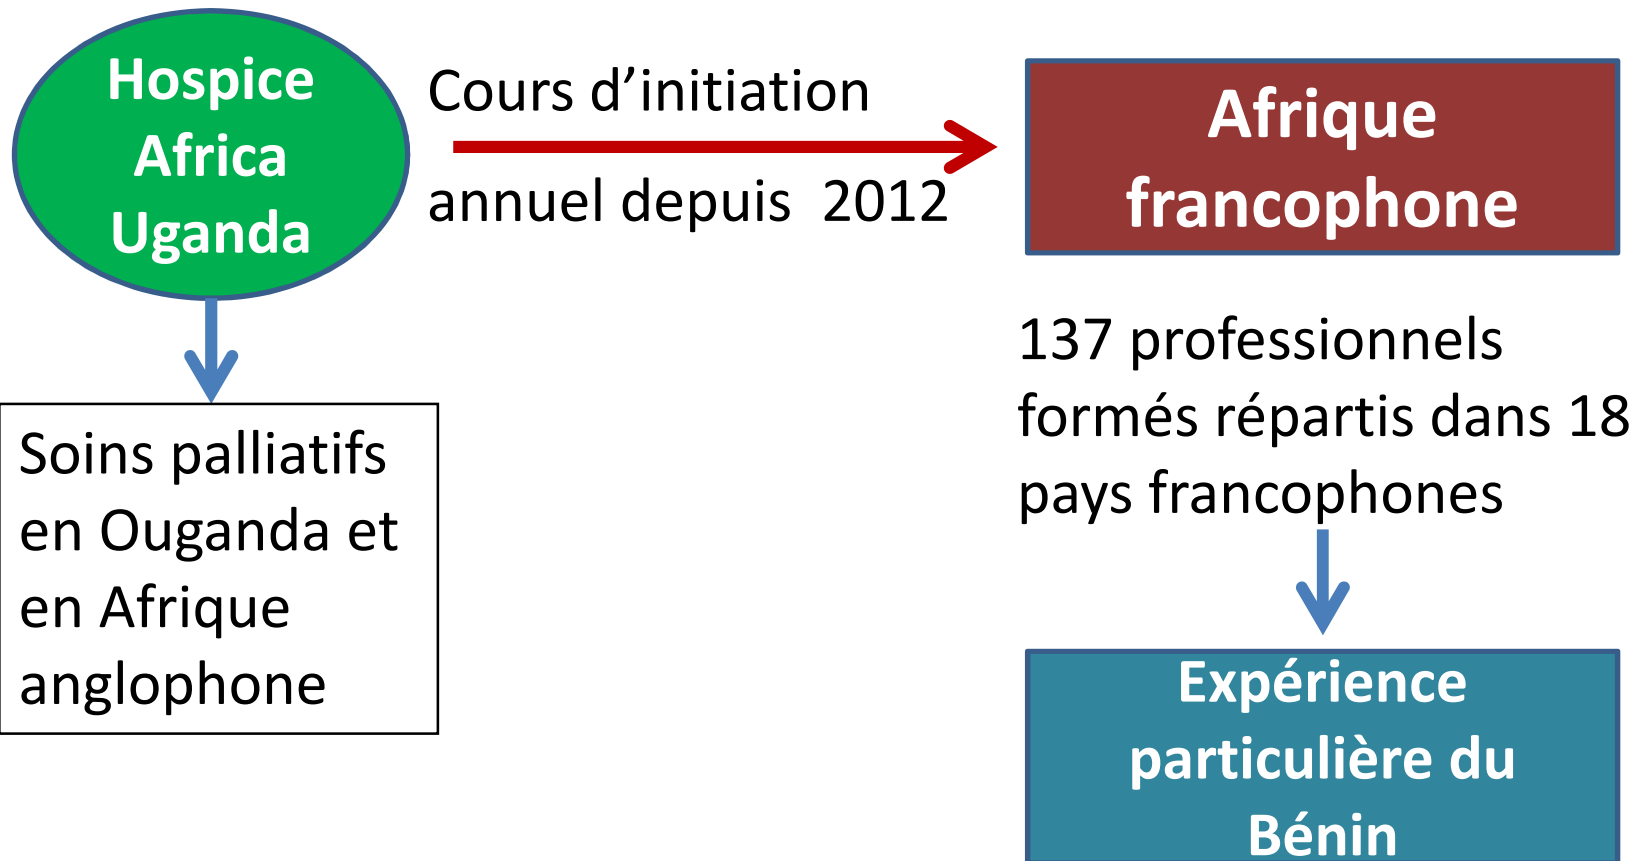 Hospice
Africa
Uganda
Cours d’initiation
annuel depuis  2012
Afrique
francophone
Soins palliatifs
en Ouganda et
en Afrique
anglophone
137 professionnels
formés répartis dans 18
pays francophones
Expérience
particulière du
Bénin